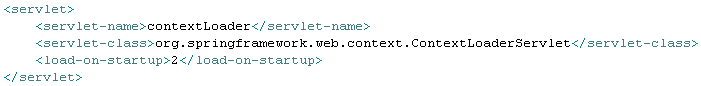 <servlet>
    <servlet-name>contextLoader</servlet-name>
    <servlet-class>org.springframework.web.context.ContextLoaderServlet</servlet-class>
    <load-on-startup>2</load-on-startup>
</servlet>